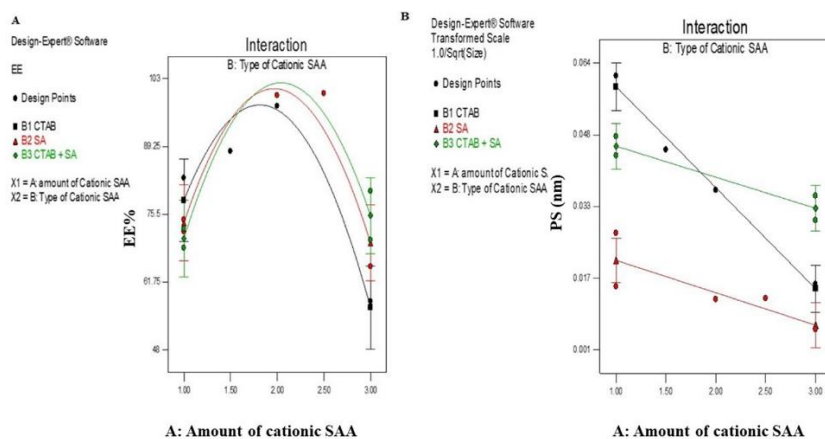 A
Design-Expert® Software
EE
● Design Points
■ B1 CTAB
▲ B2 SA
◆ B3 CTAB + SA
X1 = A: amount of Cationic SAA
X2 = B: Type of Cationic SAA
Interaction
B: Type of Cationic SAA
EE%
103
89.25
75.5
61.75
48
1.00
1.50
2.00
2.50
3.00
A: Amount of cationic SAA
B
Design-Expert® Software
Transformed Scale
1.0/Sqrt(Size)
● Design Points
■ B1 CTAB
▲ B2 SA
◆ B3 CTAB + SA
X1 = A: amount of Cationic S.
X2 = B: Type of Cationic SAA
Interaction
B: Type of Cationic SAA
PS (nm)
0.064
0.048
0.033
0.017
0.001
1.00
1.50
2.00
2.50
3.00
A: Amount of cationic SAA